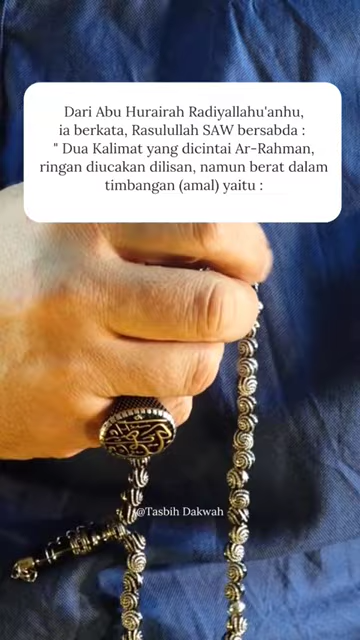 Dari Abu Hurairah Radiyallahu'anhu,
ia berkata, Rasulullah SAW bersabda :
" Dua Kalimat yang dicintai Ar-Rahman,
ringan diucakan dilisan, namun berat dalam
timbangan (amal) yaitu :
@Tasbih Dakwah